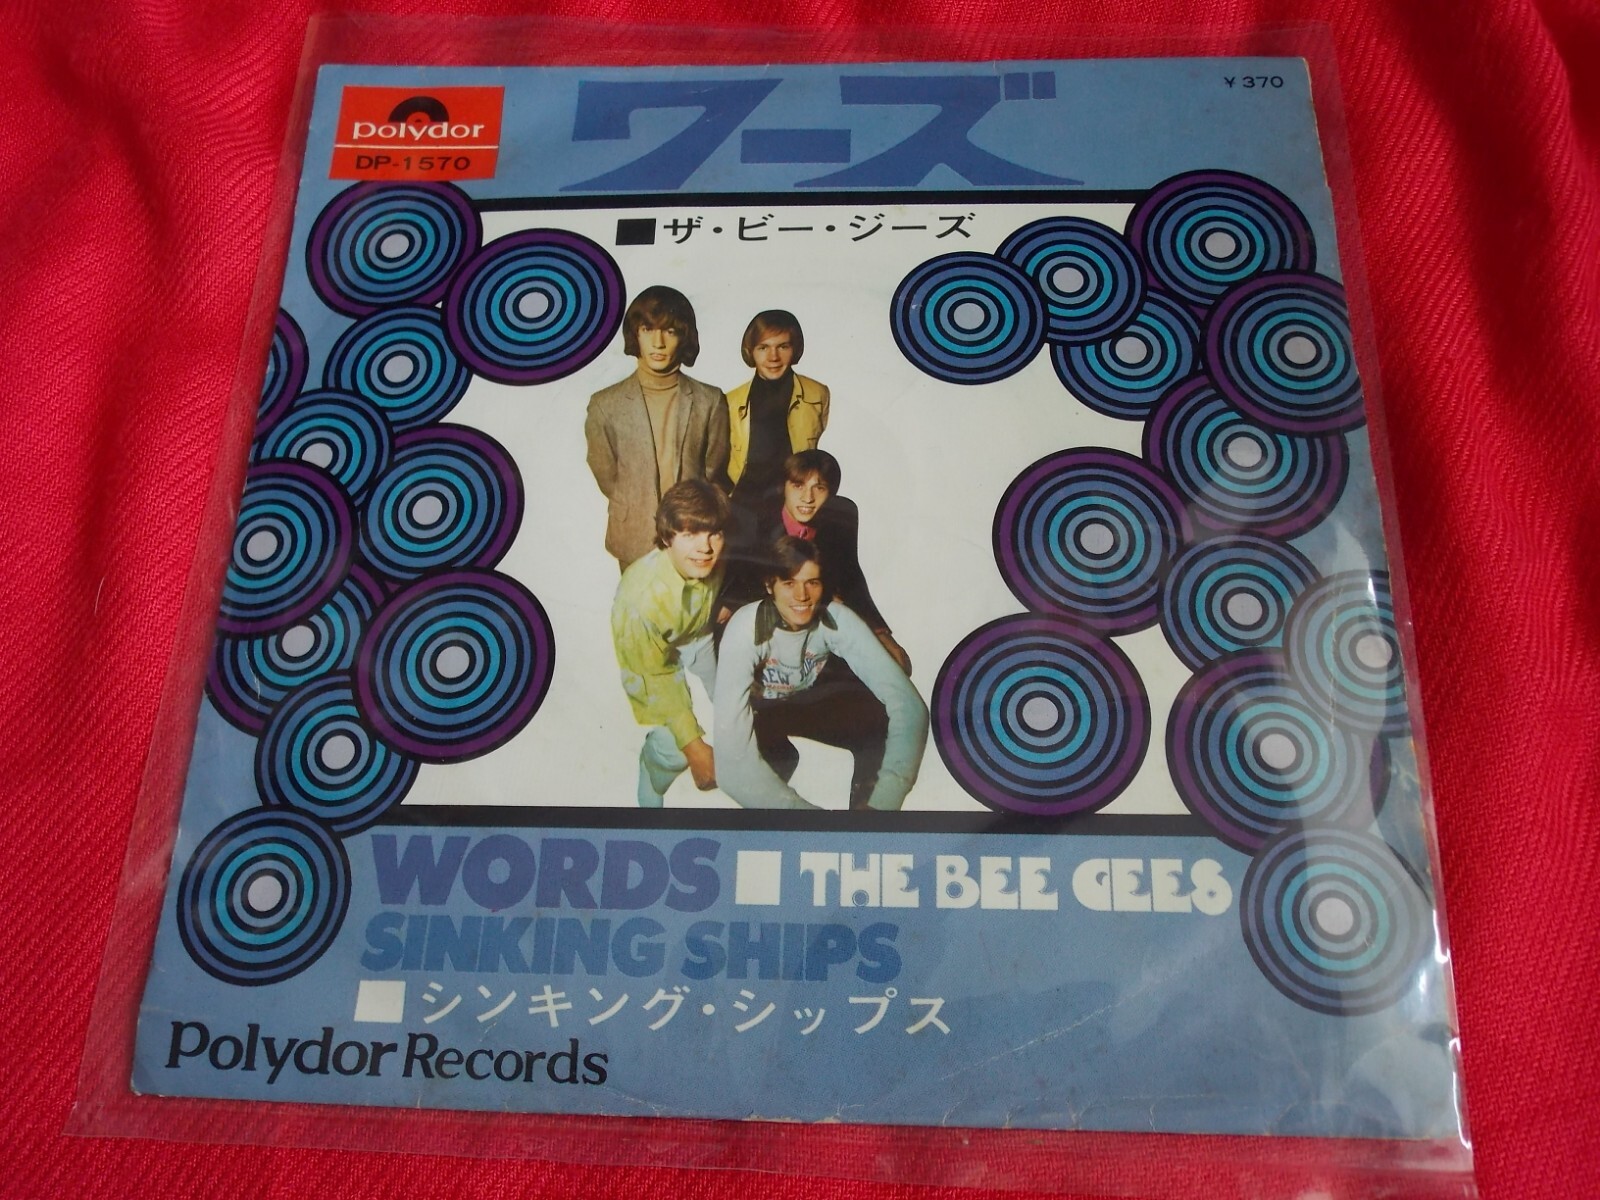 polydor
DP-1570
ワーズ
¥370
■ザ・ビー・ジーズ
WORDS ■ THE BEE GEES
SINKING SHIPS
■シンキング・シップス
Polydor Records